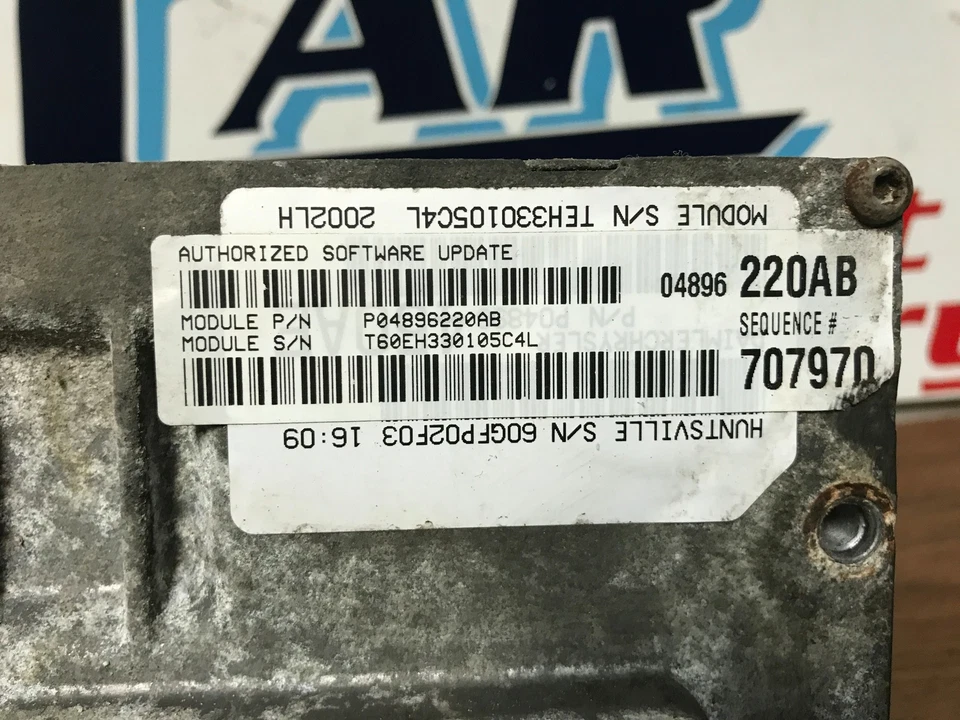 AR
MODULE S/N TEH330105C4L 2002LH
AUTHORIZED SOFTWARE UPDATE
04896 220AB
MODULE P/N P04896220AB
MODULE S/N T60EH330105C4L
SEQUENCE #
707970
HUNTSVILLE S/N 60GFP02F03 16:09